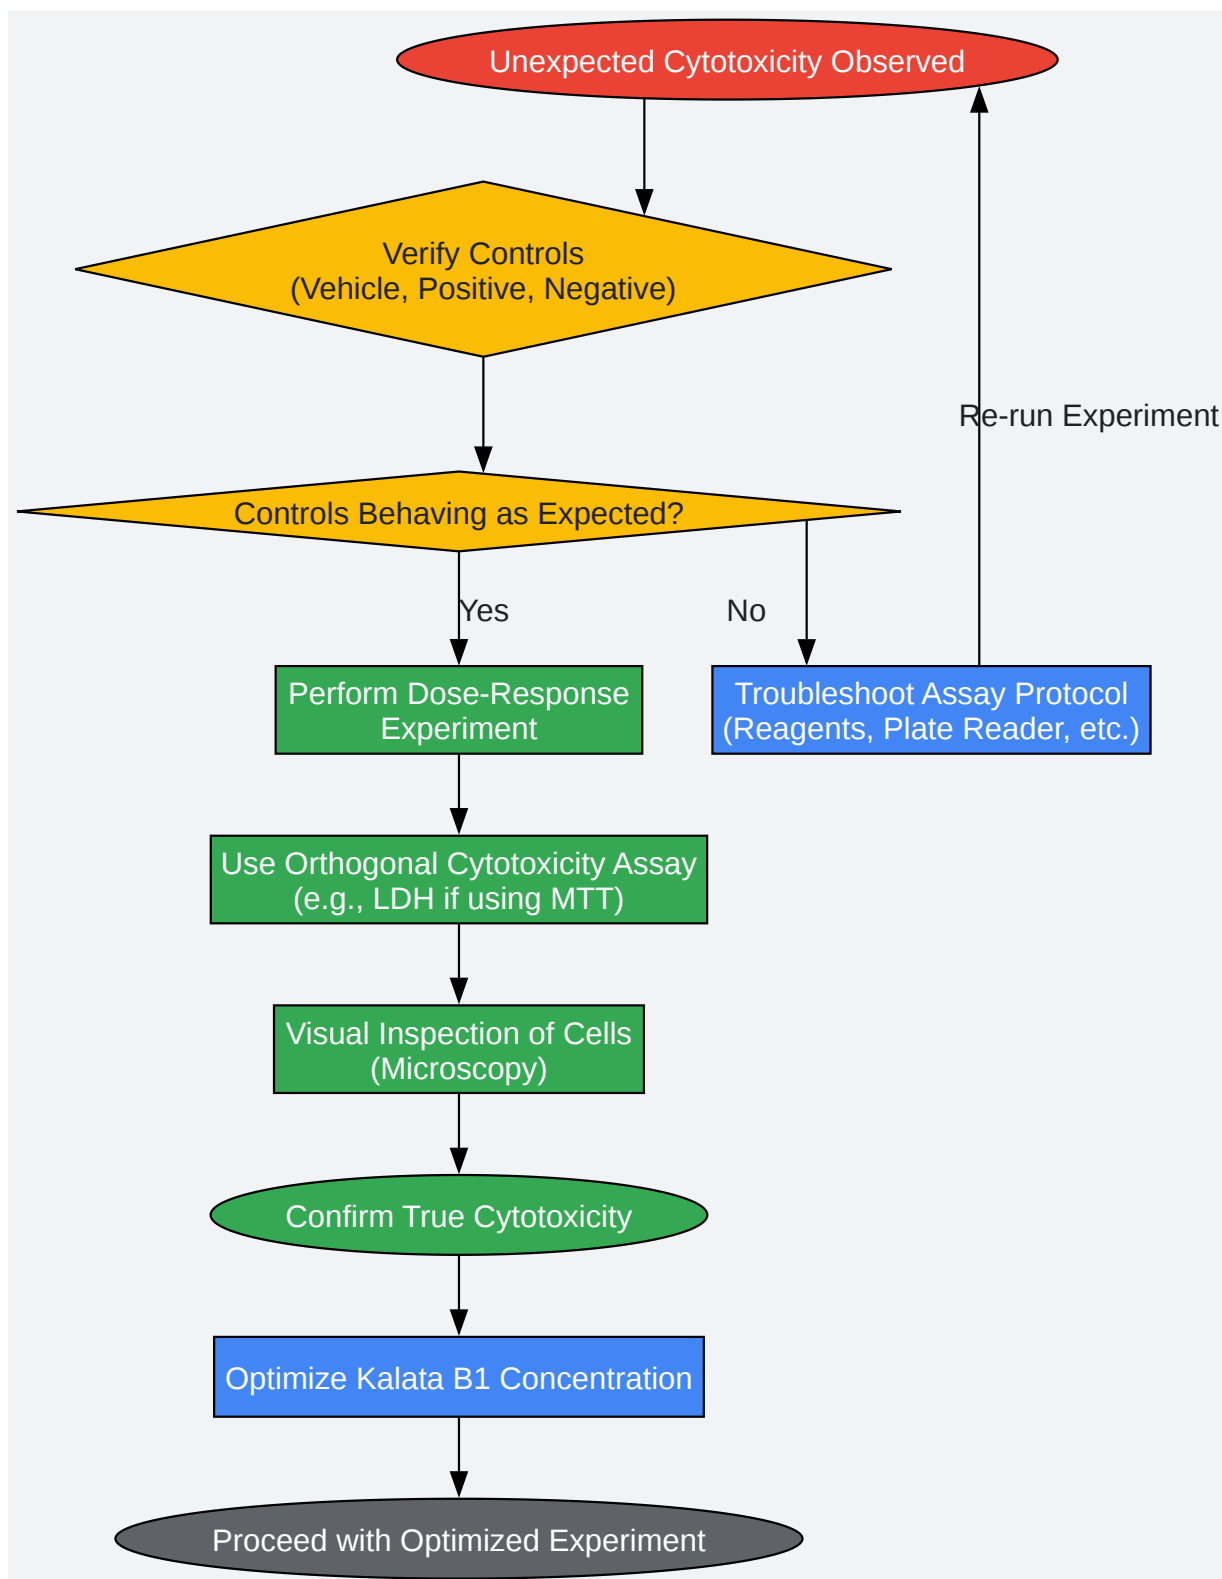 Unexpected Cytotoxicity Observed
Verify Controls
(Vehicle, Positive, Negative)
Re-run Experiment
Controls Behaving as Expected?
Yes
No
Perform Dose-Response
Experiment
Troubleshoot Assay Protocol
(Reagents, Plate Reader, etc.)
Use Orthogonal Cytotoxicity Assay
(e.g., LDH if using MTT)
Visual Inspection of Cells
(Microscopy)
Confirm True Cytotoxicity
Optimize Kalata B1 Concentration
Proceed with Optimized Experiment